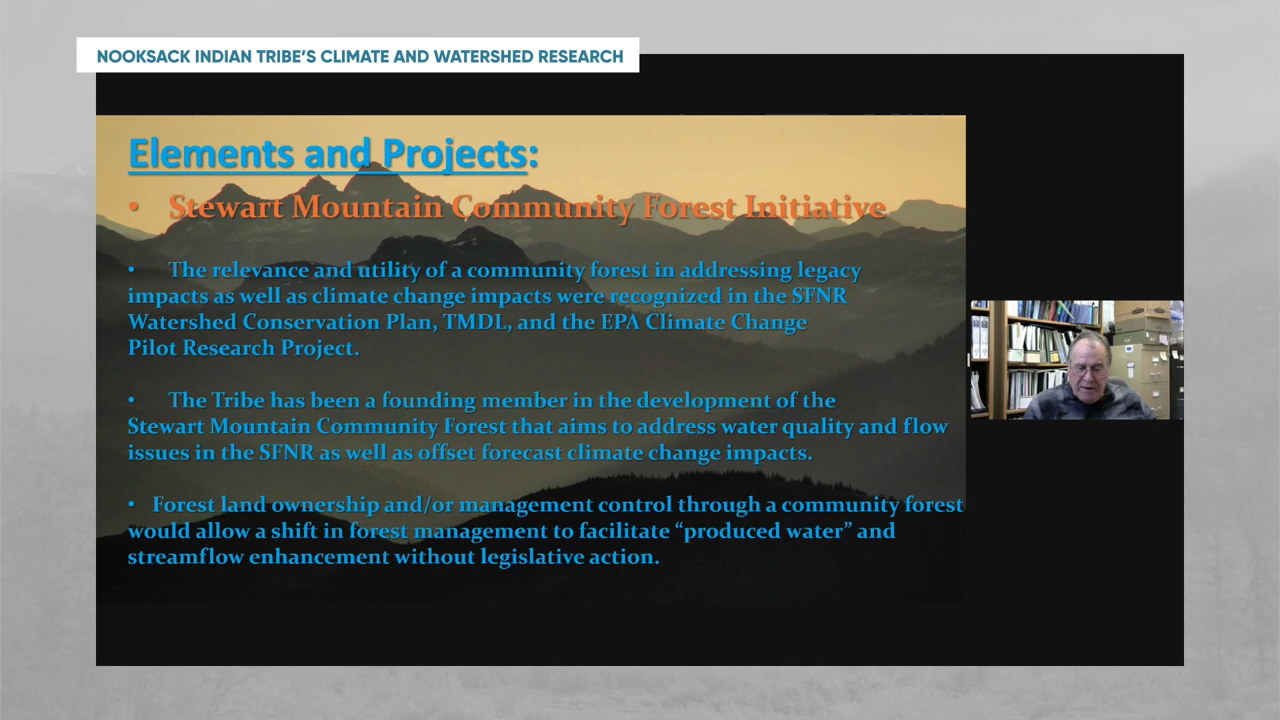 NOOKSACK INDIAN TRIBE'S CLIMATE AND WATERSHED RESEARCH
Elements and Projects:
• Stewart Mountain Community Forest Initiative
• The relevance and utility of a community forest in addressing legacy
impacts as well as climate change impacts were recognized in the SFNR
Watershed Conservation Plan, TMDL, and the EPA Climate Change
Pilot Research Project.
• The Tribe has been a founding member in the development of the
Stewart Mountain Community Forest that aims to address water quality and flow
issues in the SFNR as well as offset forecast climate change impacts.
• Forest land ownership and/or management control through a community forest
would allow a shift in forest management to facilitate “produced water” and
streamflow enhancement without legislative action.